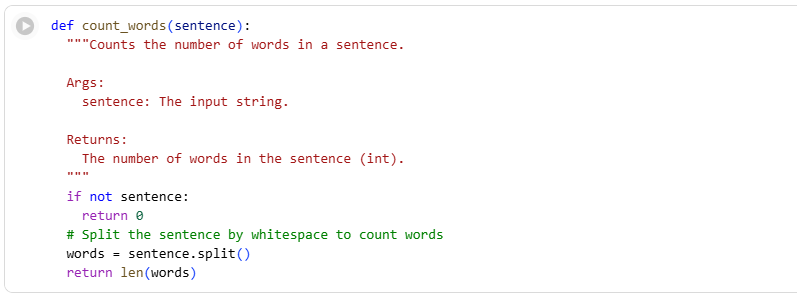 def count_words(sentence):
  """Counts the number of words in a sentence.

  Args:
    sentence: The input string.

  Returns:
    The number of words in the sentence (int).
  """
  if not sentence:
    return 0
  # Split the sentence by whitespace to count words
  words = sentence.split()
  return len(words)